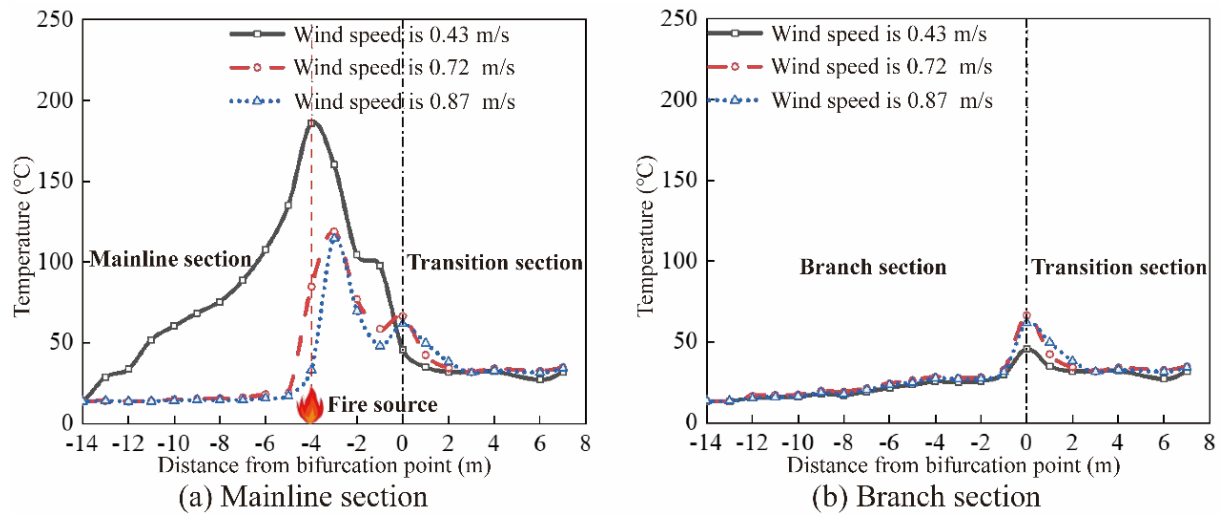 250
200
150
100
50
0
Temperature (°C)
Wind speed is 0.43 m/s
Wind speed is 0.72 m/s
Wind speed is 0.87 m/s
Mainline section
Transition section
Fire source
-14 -12 -10 -8 -6 -4 -2 0 2 4 6 8
Distance from bifurcation point (m)
(a) Mainline section
250
200
150
100
50
0
Temperature (°C)
Wind speed is 0.43 m/s
Wind speed is 0.72 m/s
Wind speed is 0.87 m/s
Branch section
Transition section
-14 -12 -10 -8 -6 -4 -2 0 2 4 6 8
Distance from bifurcation point (m)
(b) Branch section